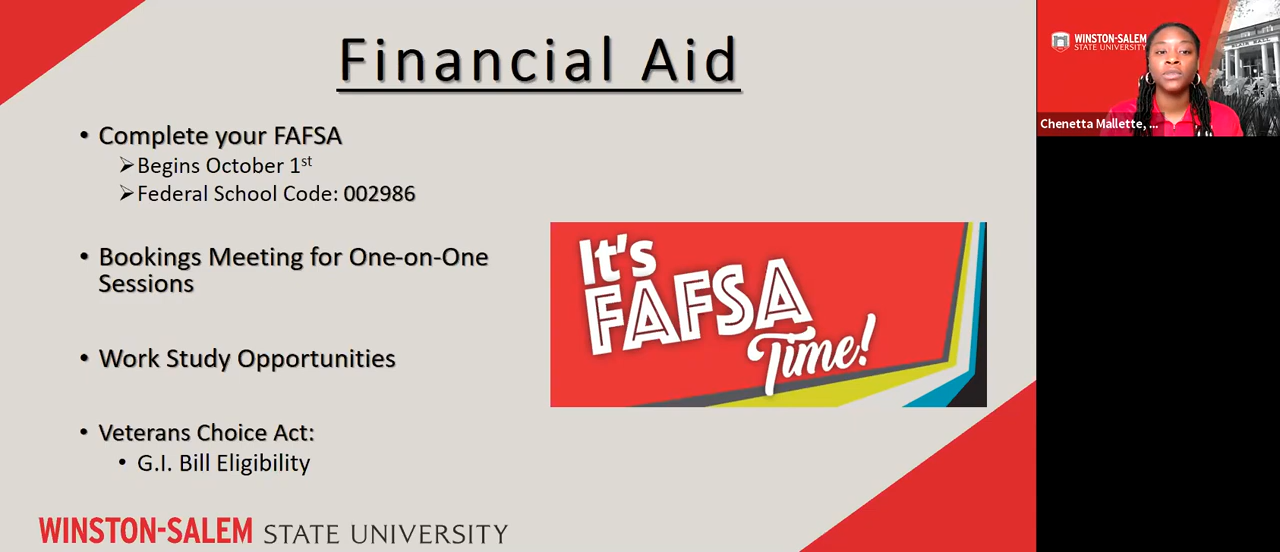 Financial Aid
• Complete your FAFSA
➢Begins October 1st
➢Federal School Code: 002986
• Bookings Meeting for One-on-One
Sessions
• Work Study Opportunities
• Veterans Choice Act:
• G.I. Bill Eligibility
It's
FAFSA
Time!
WINSTON-SALEM STATE UNIVERSITY
WINSTON-SALEM
STATE UNIVERSITY
Chenetta Mallette, ...